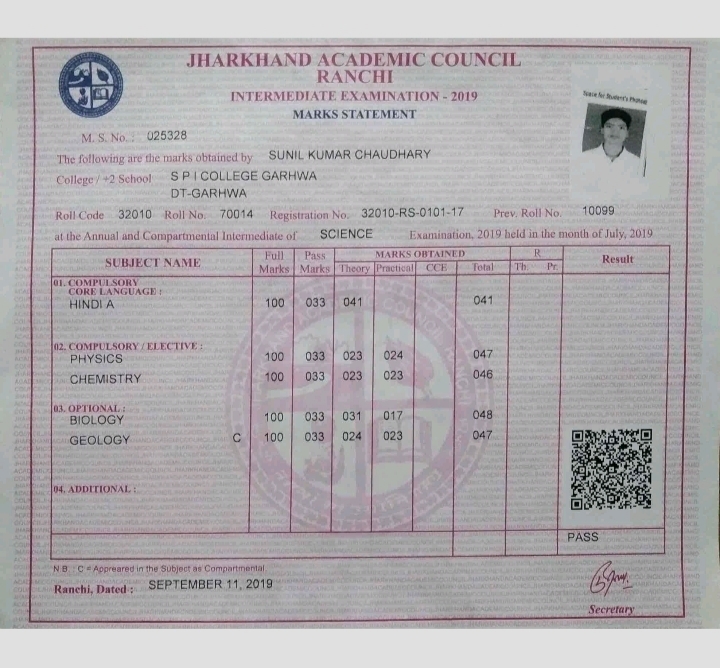 JHARKHAND ACADEMIC COUNCIL
RANCHI
INTERMEDIATE EXAMINATION - 2019
MARKS STATEMENT
Space for Student's Photo
M. S. No. : 025328
The following are the marks obtained by SUNIL KUMAR CHAUDHARY
College / +2 School S P I COLLEGE GARHWA
DT-GARHWA
Roll Code 32010 Roll No. 70014 Registration No. 32010-RS-0101-17 Prev. Roll No. 10099
at the Annual and Compartmental Intermediate of SCIENCE Examination, 2019 held in the month of July, 2019
SUBJECT NAME Full Marks Pass Marks MARKS OBTAINED R Result
Theory Practical CCE Total Th. Pr.
01. COMPULSORY
CORE LANGUAGE :
HINDI A 100 033 041 041
02. COMPULSORY / ELECTIVE :
PHYSICS 100 033 023 024 047
CHEMISTRY 100 033 023 023 046
03. OPTIONAL :
BIOLOGY 100 033 031 017 048
GEOLOGY C 100 033 024 023 047
04. ADDITIONAL :
PASS
N.B. : C = Appreared in the Subject as Compartmental
Ranchi, Dated : SEPTEMBER 11, 2019
Secretary